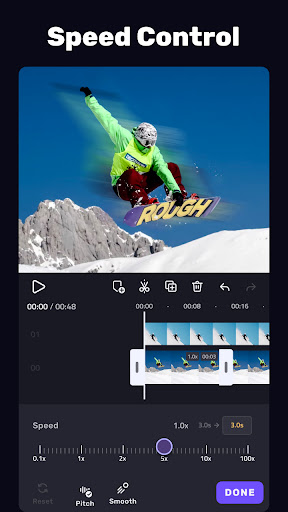 Speed Control
ROUGH
00:00 / 00:48
00:00
00:08
00:16
01
00
1.0x 00:03
Speed
1.0x
3.0s → 3.0s
0.1x 1x 2x 5x 10x 100x
Reset
Pitch
Smooth
DONE